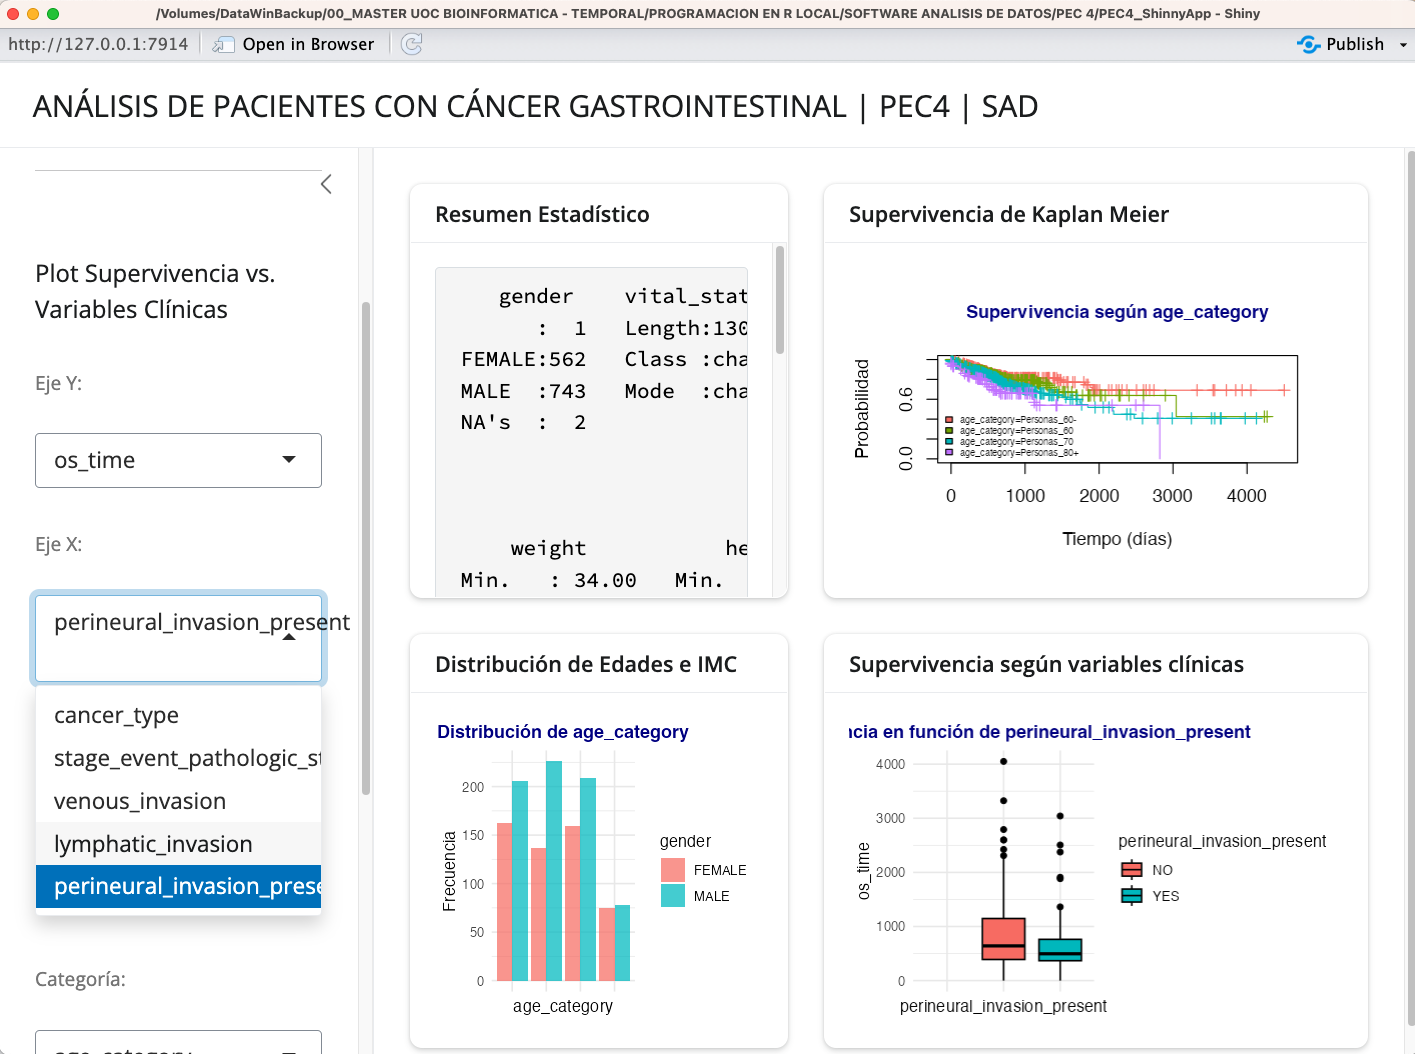 /Volumes/DataWinBackup/00_MASTER UOC BIOINFORMATICA - TEMPORAL/PROGRAMACION EN R LOCAL/SOFTWARE ANALISIS DE DATOS/PEC 4/PEC4_ShinnyApp - Shiny
http://127.0.0.1:7914
Open in Browser
Publish
ANÁLISIS DE PACIENTES CON CÁNCER GASTROINTESTINAL | PEC4 | SAD
Plot Supervivencia vs.
Variables Clínicas
Eje Y:
os_time
Eje X:
perineural_invasion_present
cancer_type
stage_event_pathologic_st
venous_invasion
lymphatic_invasion
perineural_invasion_prese
Categoría:
age_category
Resumen Estadístico
gender vital_stat
: 1 Length:130
FEMALE:562 Class :cha
MALE :743 Mode :cha
NA's : 2
weight he
Min. : 34.00 Min.
Supervivencia de Kaplan Meier
Supervivencia según age_category
Probabilidad
0.6
0.0
age_category=Personas_60-
age_category=Personas_60
age_category=Personas_70
age_category=Personas_80+
0 1000 2000 3000 4000
Tiempo (días)
Distribución de Edades e IMC
Distribución de age_category
Frecuencia
200
150
100
50
0
age_category
gender
FEMALE
MALE
Supervivencia según variables clínicas
ncia en función de perineural_invasion_present
os_time
4000
3000
2000
1000
0
perineural_invasion_present
perineural_invasion_present
NO
YES